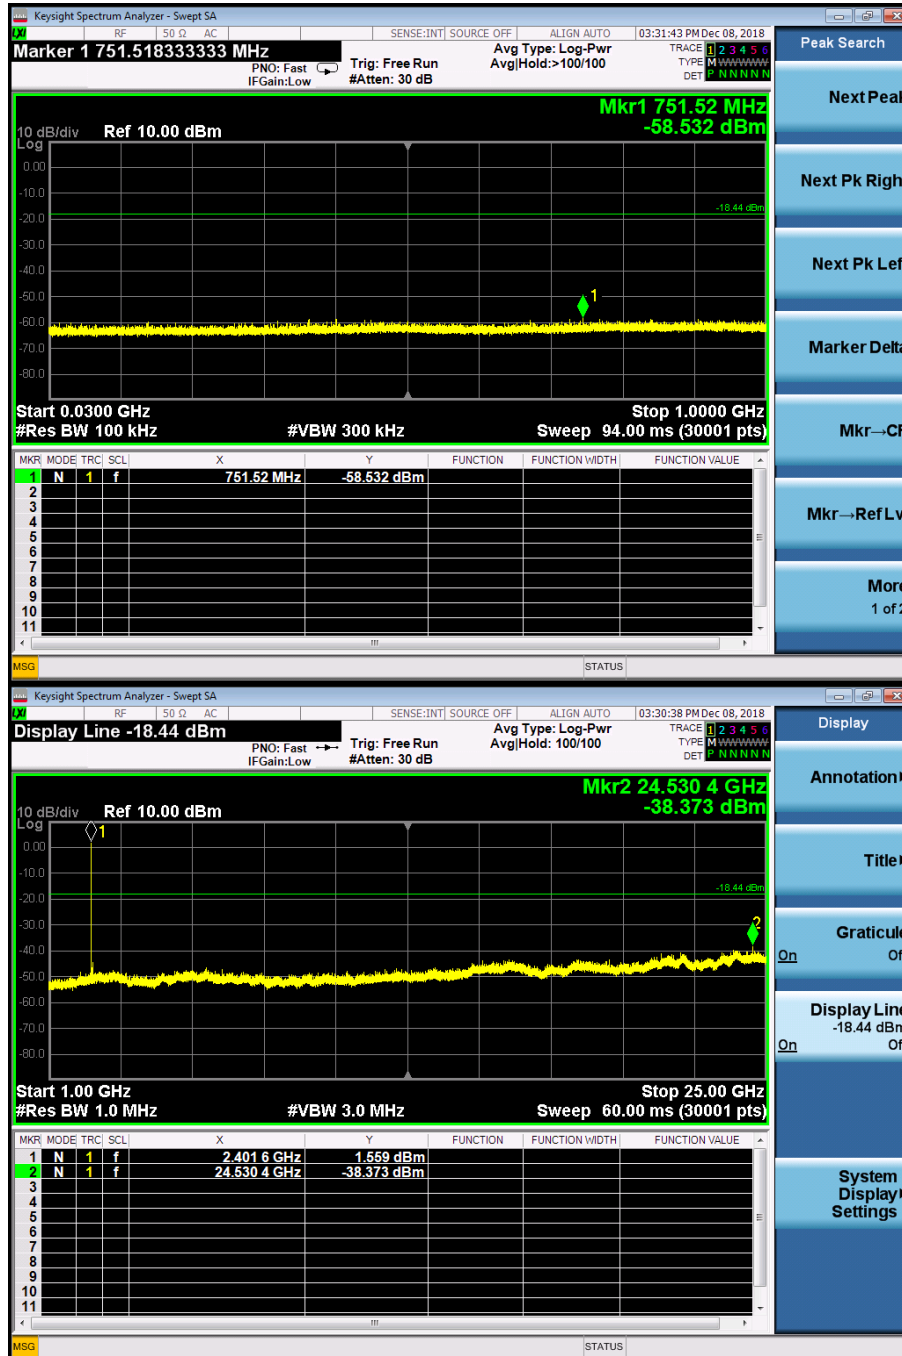 Keysight Spectrum Analyzer - Swept SA
LXI RF 50 Ω AC SENSE:INT SOURCE OFF ALIGN AUTO 03:31:43 PM Dec 08, 2018
Marker 1 751.518333333 MHz
PNO: Fast
IFGain:Low
Trig: Free Run
#Atten: 30 dB
Avg Type: Log-Pwr
Avg|Hold:>100/100
TRACE 1 2 3 4 5 6
TYPE M WWWWW
DET P N N N N N
Peak Search
Mkr1 751.52 MHz
-58.532 dBm
10 dB/div
Log
Ref 10.00 dBm
0.00
-10.0
-20.0
-30.0
-40.0
-50.0
-60.0
-70.0
-80.0
-18.44 dBm
1
Start 0.0300 GHz
Stop 1.0000 GHz
#Res BW 100 kHz
#VBW 300 kHz
Sweep 94.00 ms (30001 pts)
MKR MODE TRC SCL X Y FUNCTION FUNCTION WIDTH FUNCTION VALUE
1 N 1 f 751.52 MHz -58.532 dBm
2
3
4
5
6
7
8
9
10
11
MSG
STATUS
Next Peak
Next Pk Righ
Next Pk Lef
Marker Delta
Mkr→CF
Mkr→Ref Lv
More
1 of 2
Keysight Spectrum Analyzer - Swept SA
LXI RF 50 Ω AC SENSE:INT SOURCE OFF ALIGN AUTO 03:30:38 PM Dec 08, 2018
Display Line -18.44 dBm
PNO: Fast
IFGain:Low
Trig: Free Run
#Atten: 30 dB
Avg Type: Log-Pwr
Avg|Hold: 100/100
TRACE 1 2 3 4 5 6
TYPE M WWWWW
DET P N N N N N
Display
Mkr2 24.530 4 GHz
-38.373 dBm
10 dB/div
Log
Ref 10.00 dBm
0.00
-10.0
-20.0
-30.0
-40.0
-50.0
-60.0
-70.0
-80.0
1
-18.44 dBm
2
Start 1.00 GHz
Stop 25.00 GHz
#Res BW 1.0 MHz
#VBW 3.0 MHz
Sweep 60.00 ms (30001 pts)
MKR MODE TRC SCL X Y FUNCTION FUNCTION WIDTH FUNCTION VALUE
1 N 1 f 2.401 6 GHz 1.559 dBm
2 N 1 f 24.530 4 GHz -38.373 dBm
3
4
5
6
7
8
9
10
11
MSG
STATUS
Annotation
Title
Graticule
On Of
Display Line
-18.44 dBm
On Of
System
Display
Settings